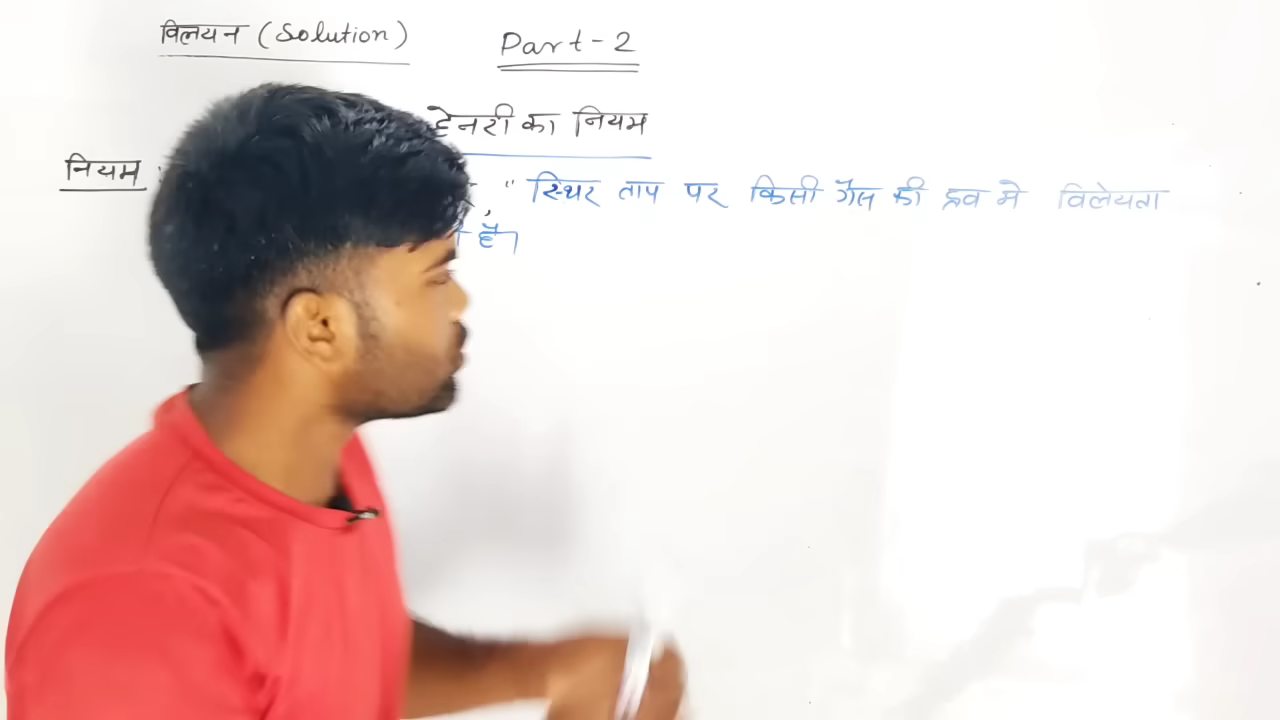 विलयन (Solution) Part-2
हेनरी का नियम
नियम " स्थिर ताप पर किसी गैस की द्रव मे विलेयता
है।